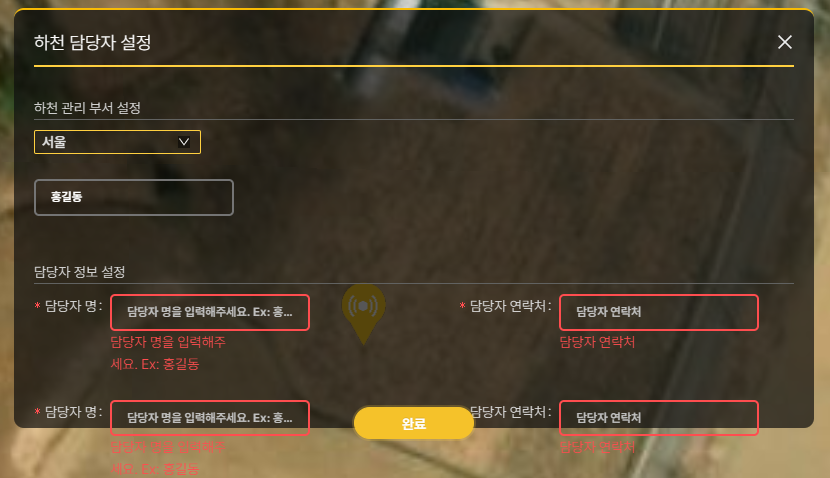 하천 담당자 설정
하천 관리 부서 설정
서울
홍길동
담당자 정보 설정
* 담당자 명: 담당자 명을 입력해주세요. Ex: 홍... * 담당자 연락처: 담당자 연락처
담당자 명을 입력해주 담당자 연락처
세요. Ex: 홍길동
* 담당자 명: 담당자 명을 입력해주세요. Ex: 홍... 담당자 연락처: 담당자 연락처
완료
담당자 명을 입력해주 담당자 연락처
세요. Ex: 홍길동